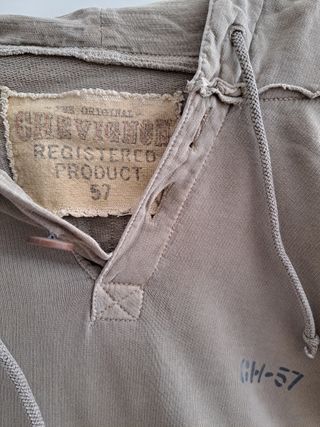 THE ORIGINAL
CHEVIGNON
REGISTERED
PRODUCT
57
CH-57